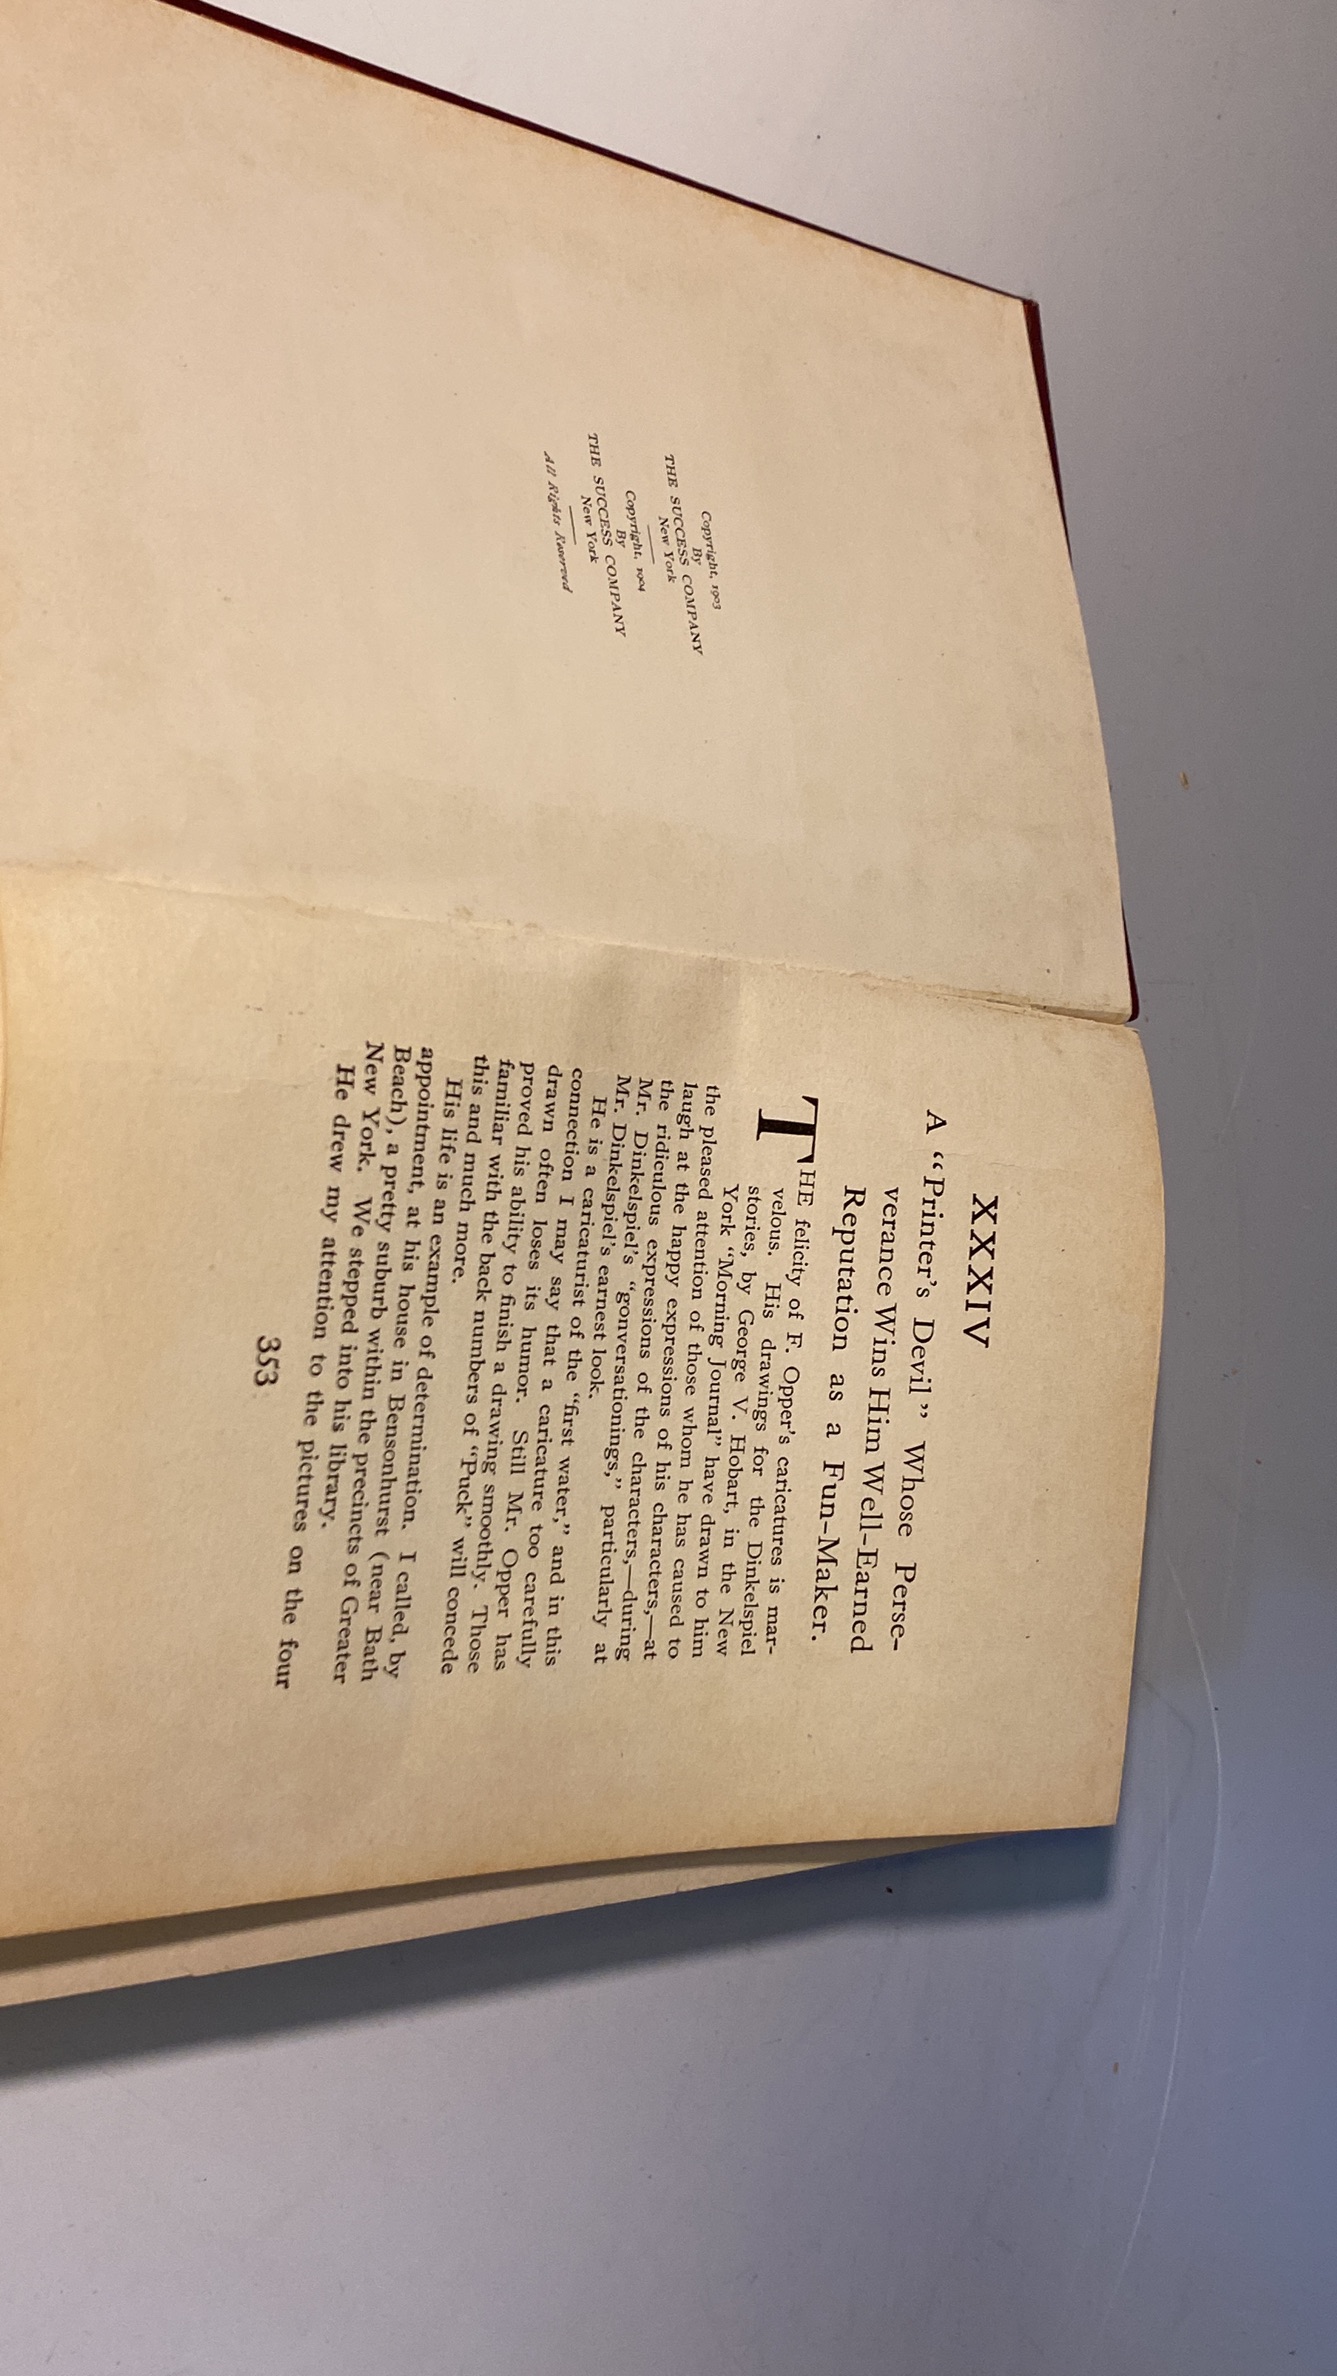 Copyright, 1903
By
THE SUCCESS COMPANY
New York
Copyright, 1904
By
THE SUCCESS COMPANY
New York
All Rights Reserved
XXXIV
A “Printer’s Devil” Whose Perse-
verance Wins Him Well-Earned
Reputation as a Fun-Maker.
THE felicity of F. Opper’s caricatures is mar-
velous. His drawings for the Dinkelspiel
stories, by George V. Hobart, in the New
York “Morning Journal” have drawn to him
the pleased attention of those whom he has caused to
laugh at the happy expressions of his characters,—at
the ridiculous expressions of the characters,—during
Mr. Dinkelspiel’s “gonversationings,” particularly at
Mr. Dinkelspiel’s earnest look.
He is a caricaturist of the “first water,” and in this
connection I may say that a caricature too carefully
drawn often loses its humor. Still Mr. Opper has
proved his ability to finish a drawing smoothly. Those
familiar with the back numbers of “Puck” will concede
this and much more.
His life is an example of determination. I called, by
appointment, at his house in Bensonhurst (near Bath
Beach), a pretty suburb within the precincts of Greater
New York. We stepped into his library.
He drew my attention to the pictures on the four
353